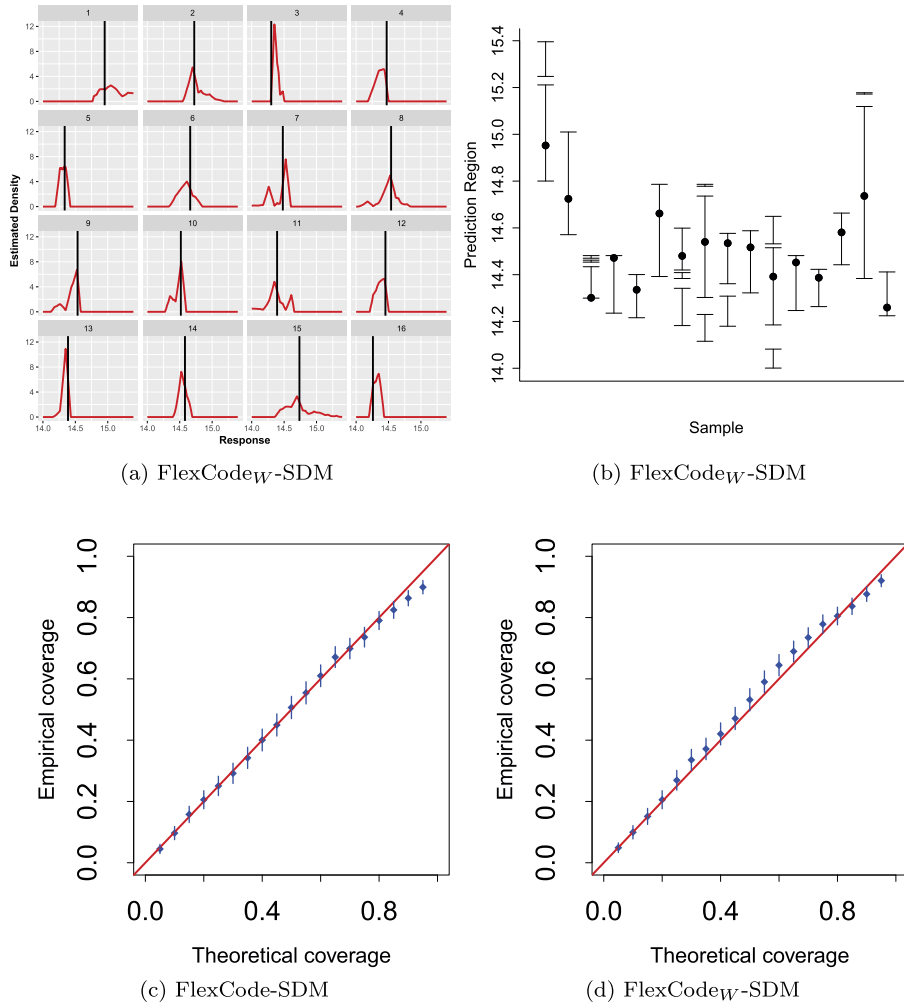 1 2 3 4
12
8
4
0
5 6 7 8
12
8
4
0
9 10 11 12
12
8
4
0
13 14 15 16
12
8
4
0
14.0 14.5 15.0 14.0 14.5 15.0 14.0 14.5 15.0 14.0 14.5 15.0
Estimated Density
Response
(a) FlexCodeW-SDM
15.4
15.2
15.0
14.8
14.6
14.4
14.2
14.0
Prediction Region
Sample
(b) FlexCodeW-SDM
1.0
0.8
0.6
0.4
0.2
0.0
Empirical coverage
0.0 0.4 0.8
Theoretical coverage
(c) FlexCode-SDM
1.0
0.8
0.6
0.4
0.2
0.0
Empirical coverage
0.0 0.4 0.8
Theoretical coverage
(d) FlexCodeW-SDM